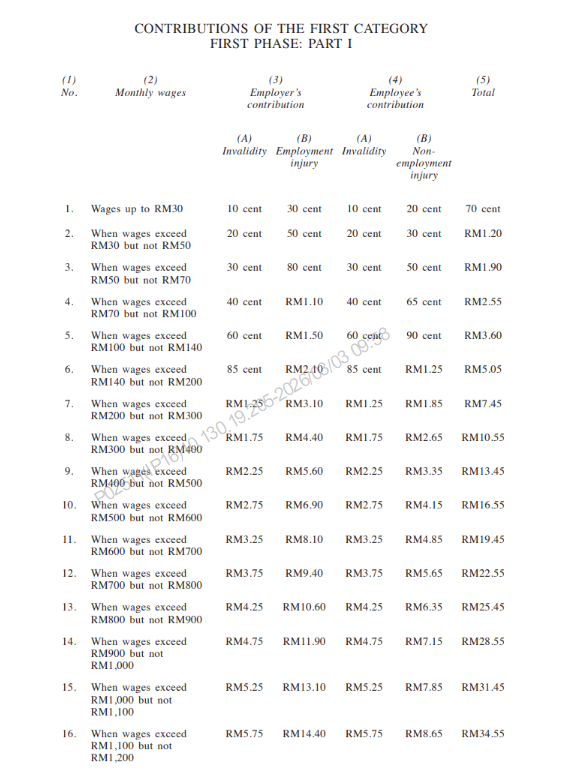 CONTRIBUTIONS OF THE FIRST CATEGORY
FIRST PHASE: PART I
(1) (2) (3) (4) (5)
No. Monthly wages Employer's Employee's Total
contribution contribution
(A) (B) (A) (B)
Invalidity Employment Invalidity Non-
injury employment
injury
1. Wages up to RM30 10 cent 30 cent 10 cent 20 cent 70 cent
2. When wages exceed 20 cent 50 cent 20 cent 30 cent RM1.20
RM30 but not RM50
3. When wages exceed 30 cent 80 cent 30 cent 50 cent RM1.90
RM50 but not RM70
4. When wages exceed 40 cent RM1.10 40 cent 65 cent RM2.55
RM70 but not RM100
5. When wages exceed 60 cent RM1.50 60 cent 90 cent RM3.60
RM100 but not RM140
6. When wages exceed 85 cent RM2.10 85 cent RM1.25 RM5.05
RM140 but not RM200
7. When wages exceed RM1.25 RM3.10 RM1.25 RM1.85 RM7.45
RM200 but not RM300
8. When wages exceed RM1.75 RM4.40 RM1.75 RM2.65 RM10.55
RM300 but not RM400
9. When wages exceed RM2.25 RM5.60 RM2.25 RM3.35 RM13.45
RM400 but not RM500
10. When wages exceed RM2.75 RM6.90 RM2.75 RM4.15 RM16.55
RM500 but not RM600
11. When wages exceed RM3.25 RM8.10 RM3.25 RM4.85 RM19.45
RM600 but not RM700
12. When wages exceed RM3.75 RM9.40 RM3.75 RM5.65 RM22.55
RM700 but not RM800
13. When wages exceed RM4.25 RM10.60 RM4.25 RM6.35 RM25.45
RM800 but not RM900
14. When wages exceed RM4.75 RM11.90 RM4.75 RM7.15 RM28.55
RM900 but not
RM1,000
15. When wages exceed RM5.25 RM13.10 RM5.25 RM7.85 RM31.45
RM1,000 but not
RM1,100
16. When wages exceed RM5.75 RM14.40 RM5.75 RM8.65 RM34.55
RM1,100 but not
RM1,200